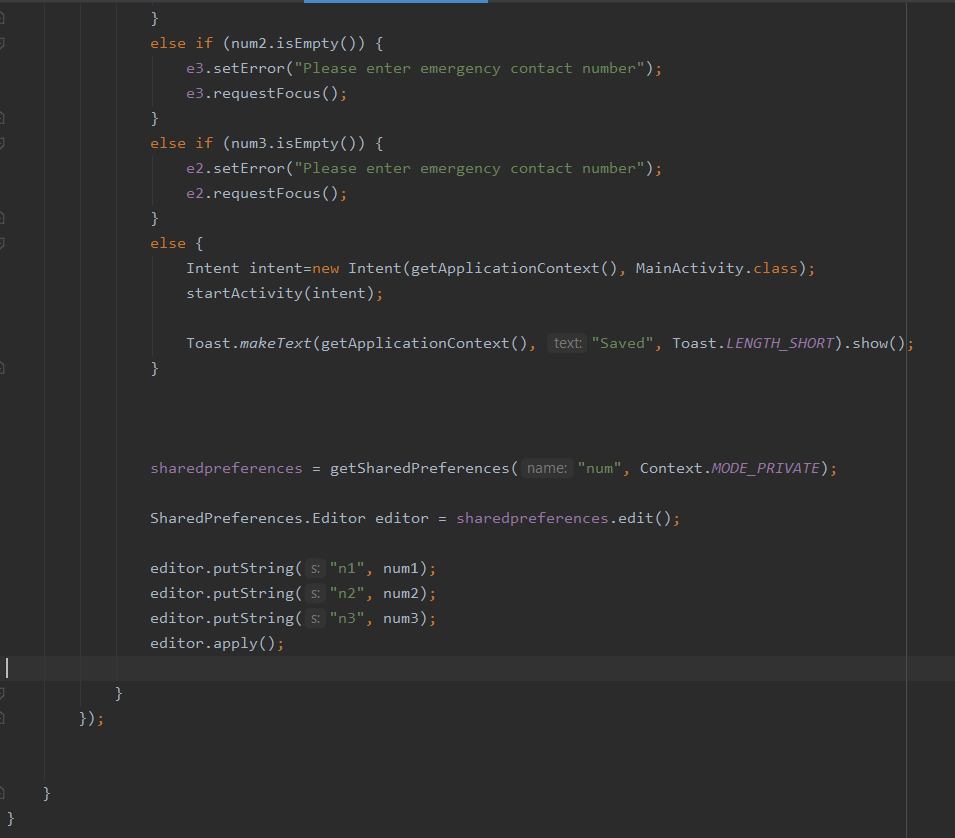 }
else if (num2.isEmpty()) {
e3.setError("Please enter emergency contact number");
e3.requestFocus();
}
else if (num3.isEmpty()) {
e2.setError("Please enter emergency contact number");
e2.requestFocus();
}
else {
Intent intent=new Intent(getApplicationContext(), MainActivity.class);
startActivity(intent);
Toast.makeText(getApplicationContext(), text: "Saved", Toast.LENGTH_SHORT).show();
}
sharedpreferences = getSharedPreferences( name: "num", Context.MODE_PRIVATE);
SharedPreferences.Editor editor = sharedpreferences.edit();
editor.putString( s: "n1", num1);
editor.putString( s: "n2", num2);
editor.putString( s: "n3", num3);
editor.apply();
}
});
}
}